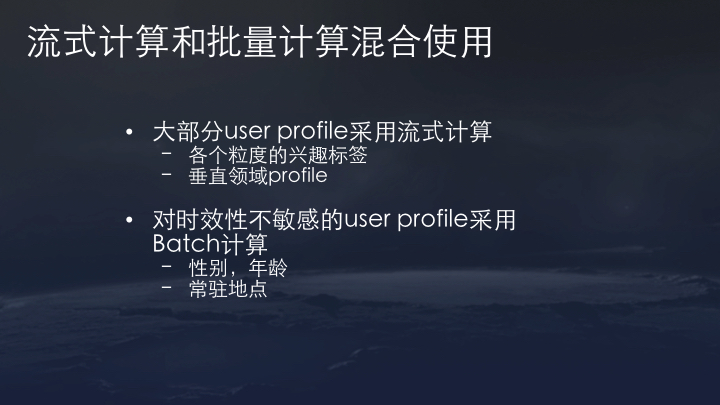 流式计算和批量计算混合使用
• 大部分user profile采用流式计算
– 各个粒度的兴趣标签
– 垂直领域profile
• 对时效性不敏感的user profile采用
Batch计算
– 性别，年龄
– 常驻地点